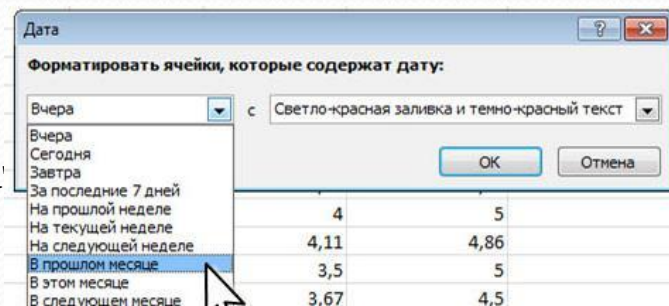 Дата
Форматировать ячейки, которые содержат дату:
Вчера с Светло-красная заливка и темно-красный текст
Вчера
Сегодня
Завтра
За последние 7 дней
На прошлой неделе
На текущей неделе
На следующей неделе
В прошлом месяце
В этом месяце
В следующем месяце
ОК Отмена
4 5
4,11 4,86
3,5 5
3,67 4,5